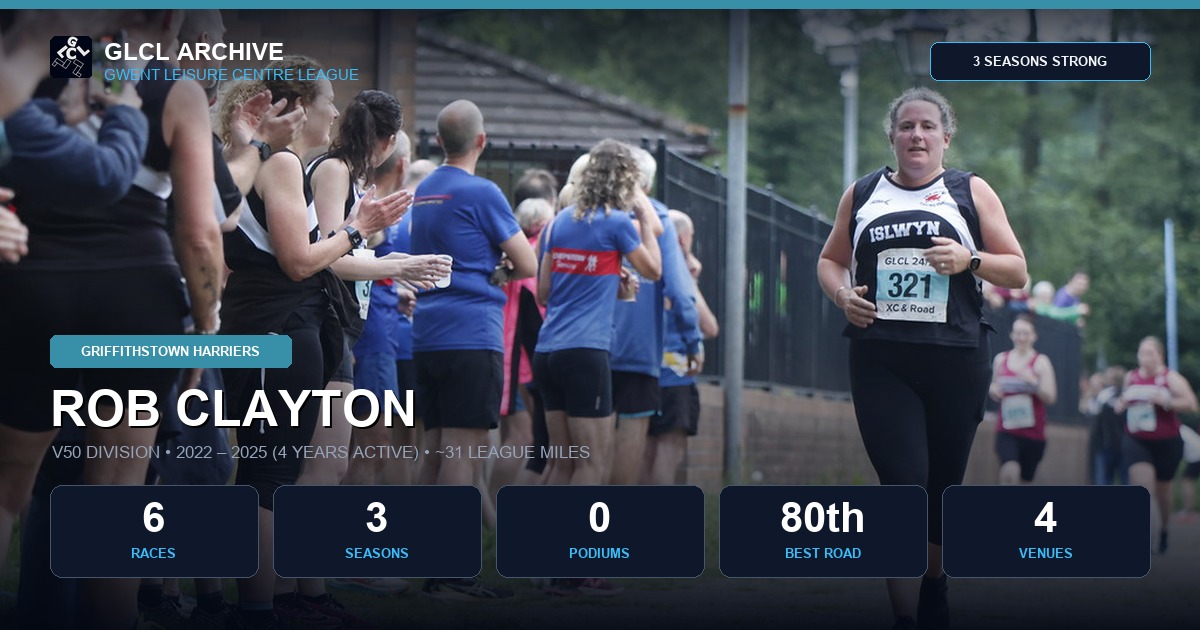 GLCL ARCHIVE
GWENT LEISURE CENTRE LEAGUE
3 SEASONS STRONG
ISLWYN
GLCL 24/
321
XC & Road
GRIFFITHSTOWN HARRIERS
ROB CLAYTON
V50 DIVISION • 2022 – 2025 (4 YEARS ACTIVE) • ~31 LEAGUE MILES
6
RACES
3
SEASONS
0
PODIUMS
80th
BEST ROAD
4
VENUES